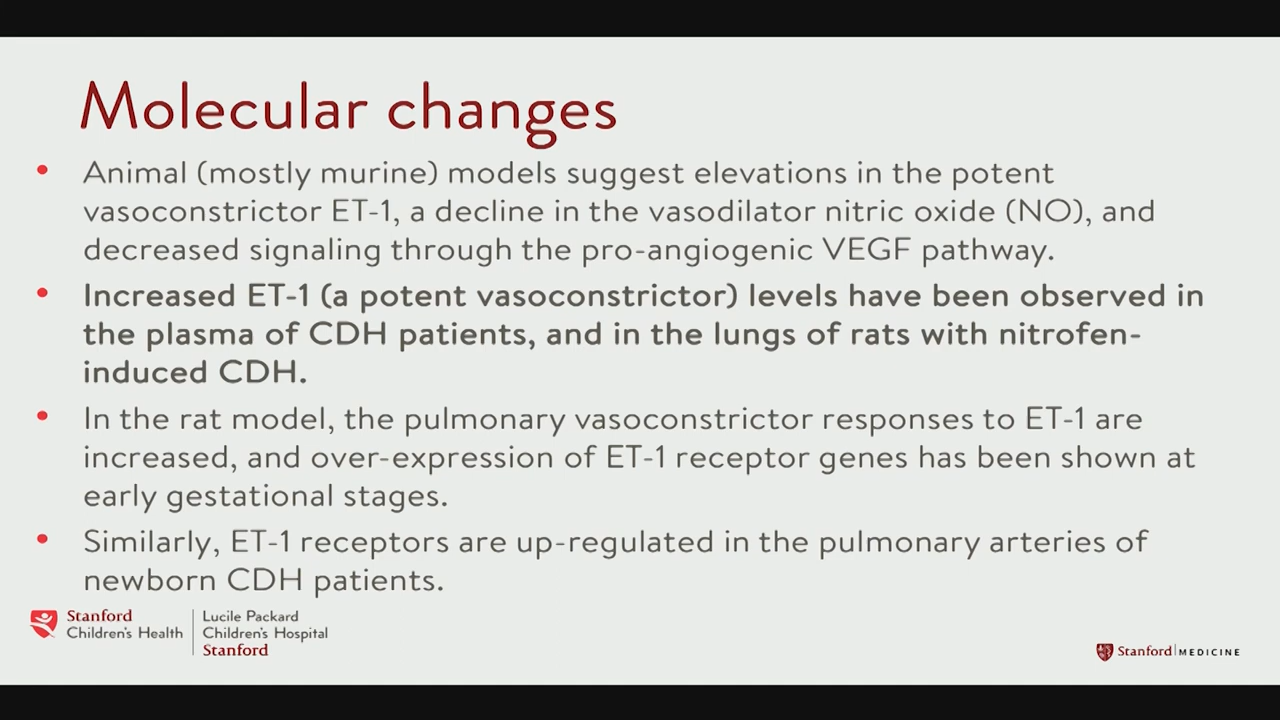 Molecular changes
• Animal (mostly murine) models suggest elevations in the potent
vasoconstrictor ET-1, a decline in the vasodilator nitric oxide (NO), and
decreased signaling through the pro-angiogenic VEGF pathway.
• Increased ET-1 (a potent vasoconstrictor) levels have been observed in
the plasma of CDH patients, and in the lungs of rats with nitrofen-
induced CDH.
• In the rat model, the pulmonary vasoconstrictor responses to ET-1 are
increased, and over-expression of ET-1 receptor genes has been shown at
early gestational stages.
• Similarly, ET-1 receptors are up-regulated in the pulmonary arteries of
newborn CDH patients.
Stanford
Children's Health
Lucile Packard
Children's Hospital
Stanford
Stanford MEDICINE